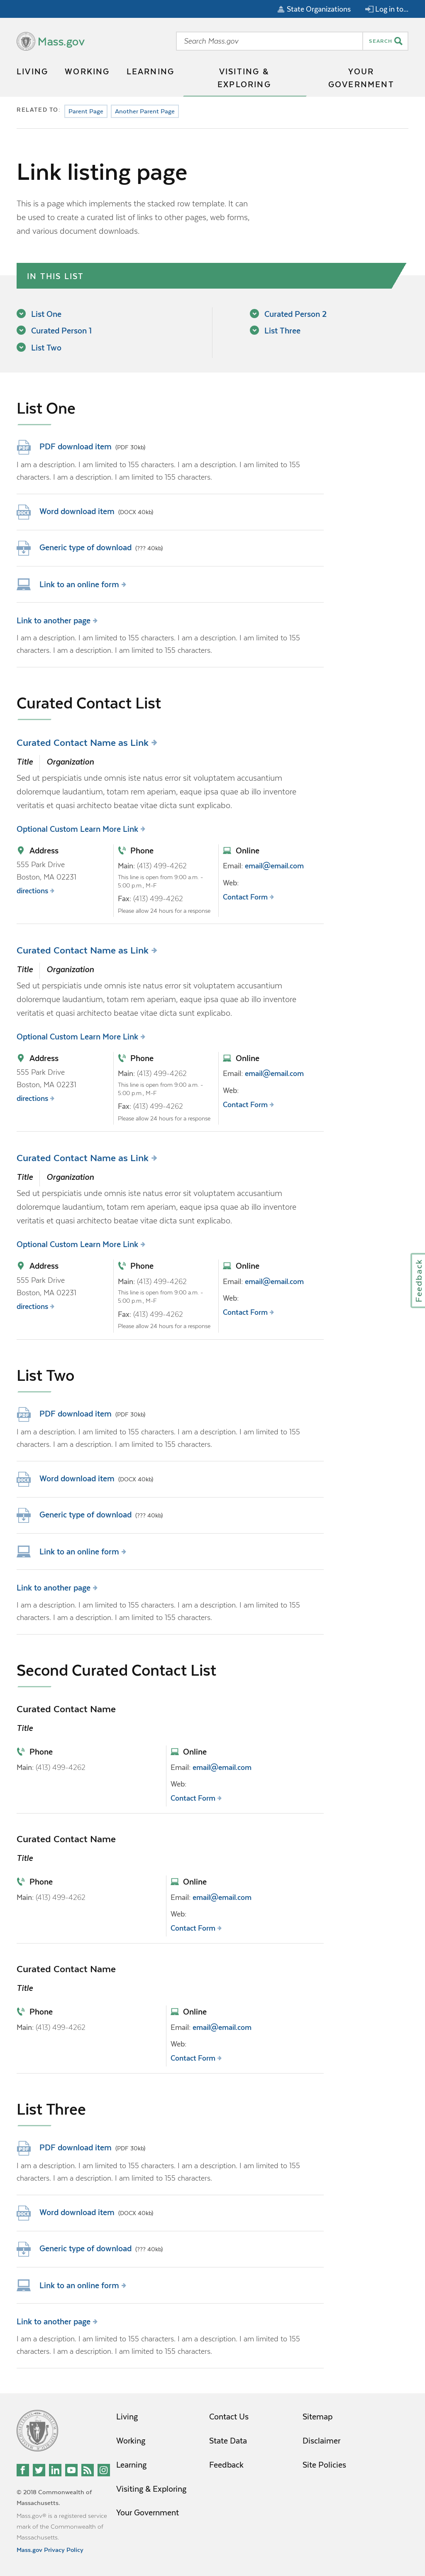 State Organizations
Log in to...
Mass.gov
Search Mass.gov
SEARCH
LIVING
WORKING
LEARNING
VISITING &
EXPLORING
YOUR
GOVERNMENT
RELATED TO:
Parent Page
Another Parent Page
Link listing page
This is a page which implements the stacked row template. It can
be used to create a curated list of links to other pages, web forms,
and various document downloads.
IN THIS LIST
List One
Curated Person 1
List Two
Curated Person 2
List Three
List One
PDF download item (PDF 30kb)
I am a description. I am limited to 155 characters. I am a description. I am limited to 155
characters. I am a description. I am limited to 155 characters.
Word download item (DOCX 40kb)
Generic type of download (??? 40kb)
Link to an online form
Link to another page
I am a description. I am limited to 155 characters. I am a description. I am limited to 155
characters. I am a description. I am limited to 155 characters.
Curated Contact List
Curated Contact Name as Link
Title Organization
Sed ut perspiciatis unde omnis iste natus error sit voluptatem accusantium
doloremque laudantium, totam rem aperiam, eaque ipsa quae ab illo inventore
veritatis et quasi architecto beatae vitae dicta sunt explicabo.
Optional Custom Learn More Link
Address
555 Park Drive
Boston, MA 02231
directions
Phone
Main: (413) 499-4262
This line is open from 9:00 a.m. -
5:00 p.m., M-F
Fax: (413) 499-4262
Please allow 24 hours for a response
Online
Email: email@email.com
Web:
Contact Form
Curated Contact Name as Link
Title Organization
Sed ut perspiciatis unde omnis iste natus error sit voluptatem accusantium
doloremque laudantium, totam rem aperiam, eaque ipsa quae ab illo inventore
veritatis et quasi architecto beatae vitae dicta sunt explicabo.
Optional Custom Learn More Link
Address
555 Park Drive
Boston, MA 02231
directions
Phone
Main: (413) 499-4262
This line is open from 9:00 a.m. -
5:00 p.m., M-F
Fax: (413) 499-4262
Please allow 24 hours for a response
Online
Email: email@email.com
Web:
Contact Form
Curated Contact Name as Link
Title Organization
Sed ut perspiciatis unde omnis iste natus error sit voluptatem accusantium
doloremque laudantium, totam rem aperiam, eaque ipsa quae ab illo inventore
veritatis et quasi architecto beatae vitae dicta sunt explicabo.
Optional Custom Learn More Link
Address
555 Park Drive
Boston, MA 02231
directions
Phone
Main: (413) 499-4262
This line is open from 9:00 a.m. -
5:00 p.m., M-F
Fax: (413) 499-4262
Please allow 24 hours for a response
Online
Email: email@email.com
Web:
Contact Form
Feedback
List Two
PDF download item (PDF 30kb)
I am a description. I am limited to 155 characters. I am a description. I am limited to 155
characters. I am a description. I am limited to 155 characters.
Word download item (DOCX 40kb)
Generic type of download (??? 40kb)
Link to an online form
Link to another page
I am a description. I am limited to 155 characters. I am a description. I am limited to 155
characters. I am a description. I am limited to 155 characters.
Second Curated Contact List
Curated Contact Name
Title
Phone
Main: (413) 499-4262
Online
Email: email@email.com
Web:
Contact Form
Curated Contact Name
Title
Phone
Main: (413) 499-4262
Online
Email: email@email.com
Web:
Contact Form
Curated Contact Name
Title
Phone
Main: (413) 499-4262
Online
Email: email@email.com
Web:
Contact Form
List Three
PDF download item (PDF 30kb)
I am a description. I am limited to 155 characters. I am a description. I am limited to 155
characters. I am a description. I am limited to 155 characters.
Word download item (DOCX 40kb)
Generic type of download (??? 40kb)
Link to an online form
Link to another page
I am a description. I am limited to 155 characters. I am a description. I am limited to 155
characters. I am a description. I am limited to 155 characters.
© 2018 Commonwealth of
Massachusetts.
Mass.gov® is a registered service
mark of the Commonwealth of
Massachusetts.
Mass.gov Privacy Policy
Living
Working
Learning
Visiting & Exploring
Your Government
Contact Us
State Data
Feedback
Sitemap
Disclaimer
Site Policies